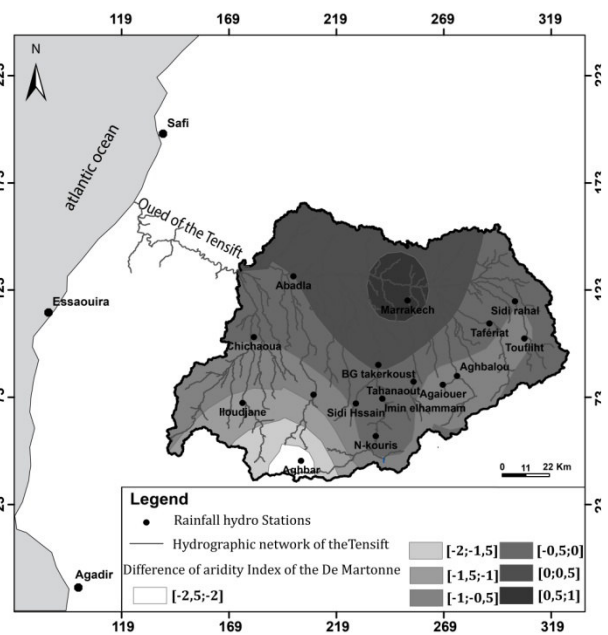 119 169 219 269 319
N
223 223
Safi
atlantic ocean
173 173
Oued of the Tensift
Abadla
123 123
Essaouira
Marrakech
Sidi rahal
Tafériat
Chichaoua
Toufliht
BG takerkoust
Aghbalou
Tahanaout
Agaiouer
73 73
Iloudjane
Sidi Hssain
Imin elhammam
N-kouris
Aghbar
0 11 22 Km
23 23
Legend
Rainfall hydro Stations
Hydrographic network of theTensift
Difference of aridity Index of the De Martonne
[-2,5;-2]
[-2;-1,5]
[-1,5;-1]
[-1;-0,5]
[-0,5;0]
[0;0,5]
[0,5;1]
Agadir
119 169 219 269 319